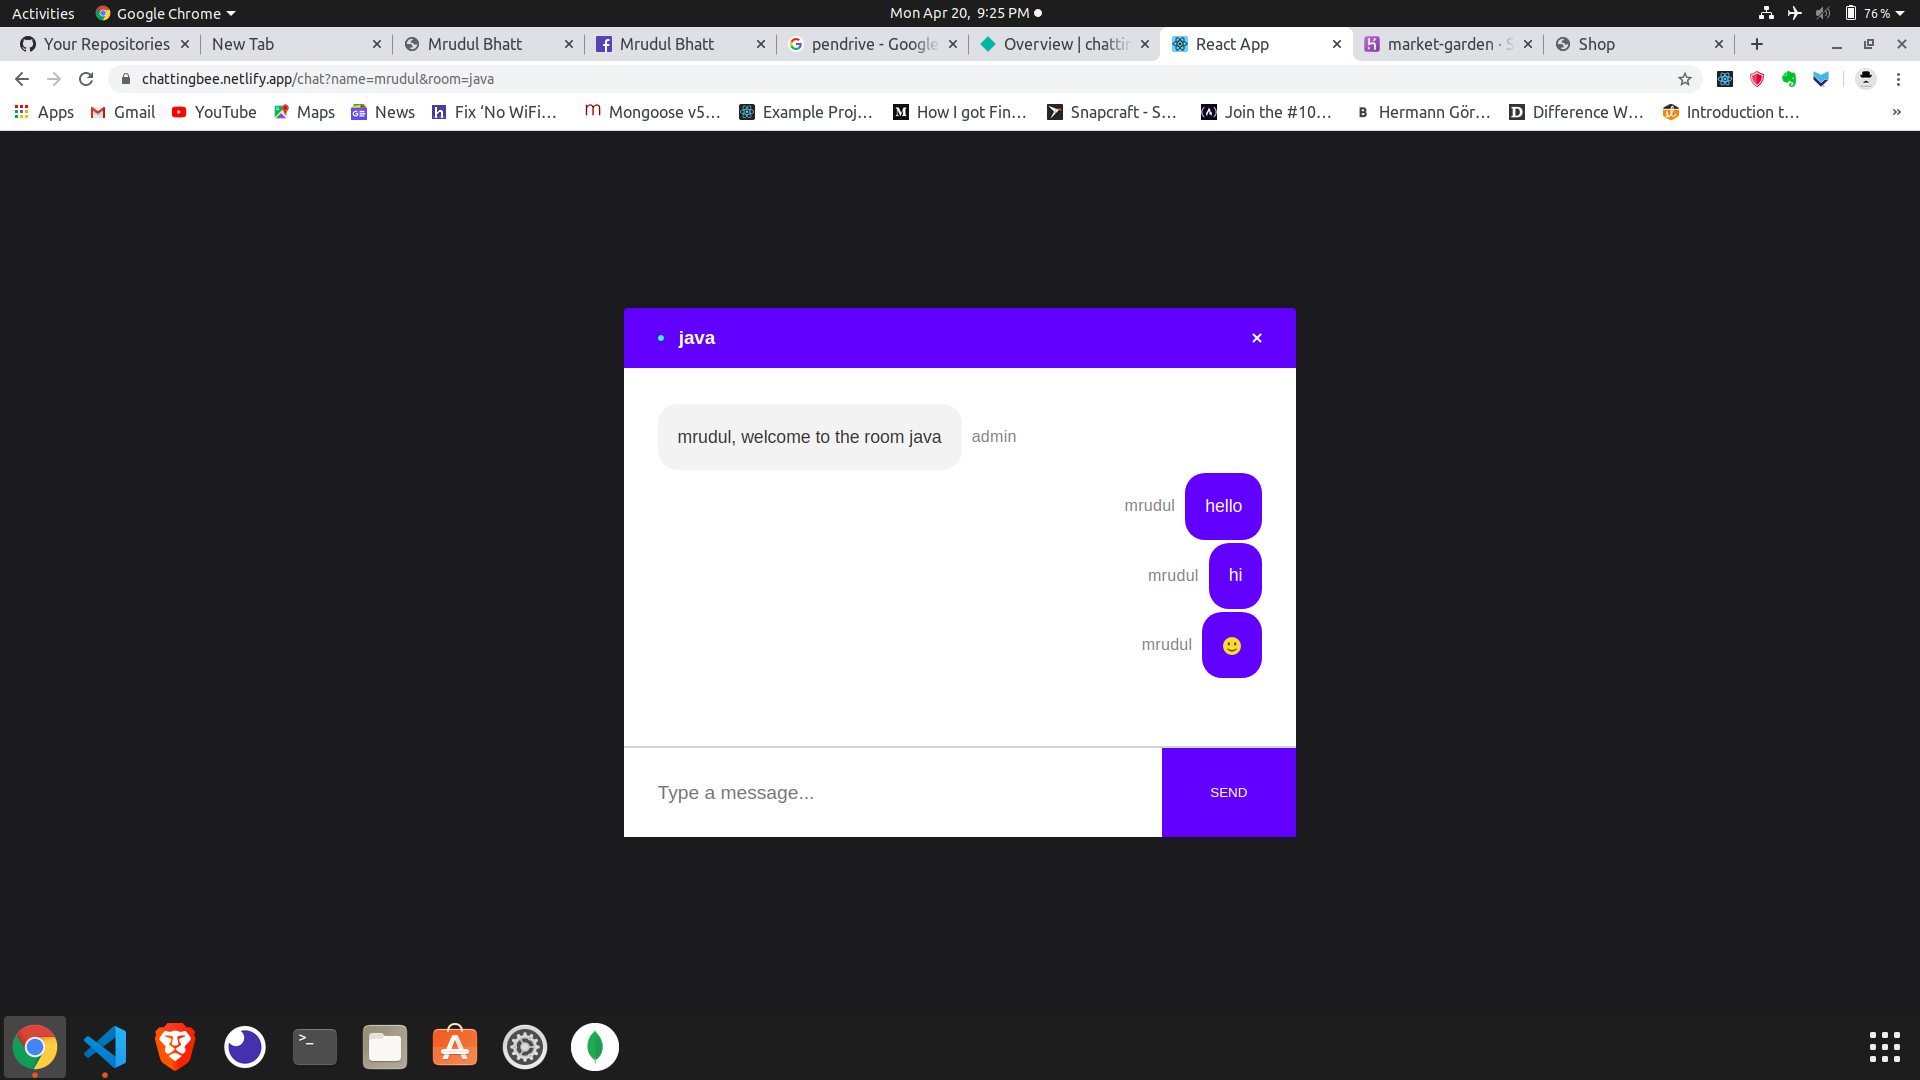 Activities Google Chrome Mon Apr 20, 9:25 PM 76 %
Your Repositories New Tab Mrudul Bhatt Mrudul Bhatt pendrive - Google Overview | chattin React App market-garden · S Shop
chattingbee.netlify.app/chat?name=mrudul&room=java
Apps Gmail YouTube Maps News Fix ‘No WiFi… Mongoose v5… Example Proj… How I got Fin… Snapcraft - S… Join the #10… Hermann Gör… Difference W… Introduction t… »
java
mrudul, welcome to the room java admin
mrudul hello
mrudul hi
mrudul 🙂
Type a message... SEND